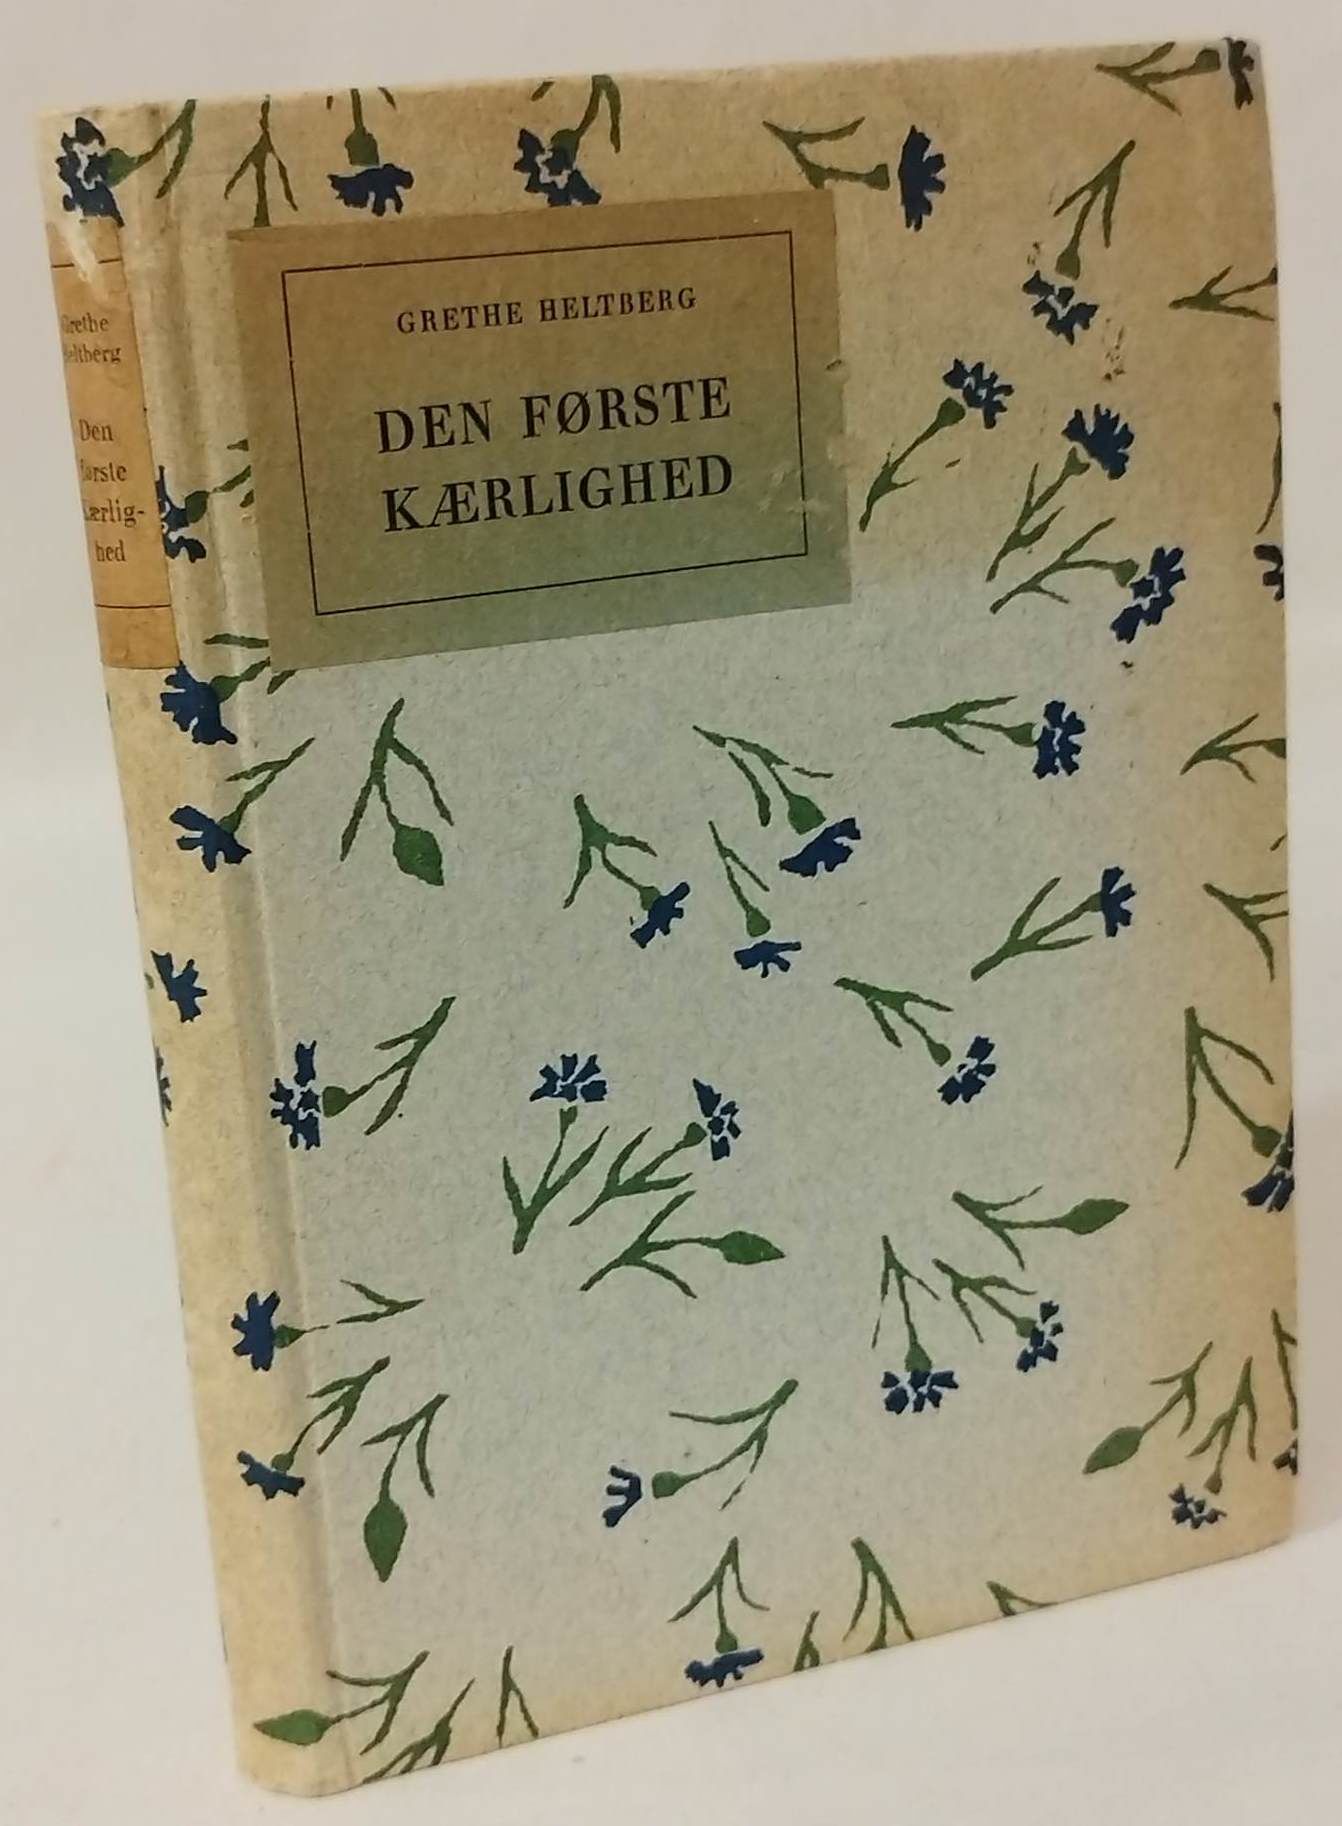 GRETHE HELTBERG
DEN FØRSTE
KÆRLIGHED
Grethe
Heltberg
Den
første
Kærlig-
hed